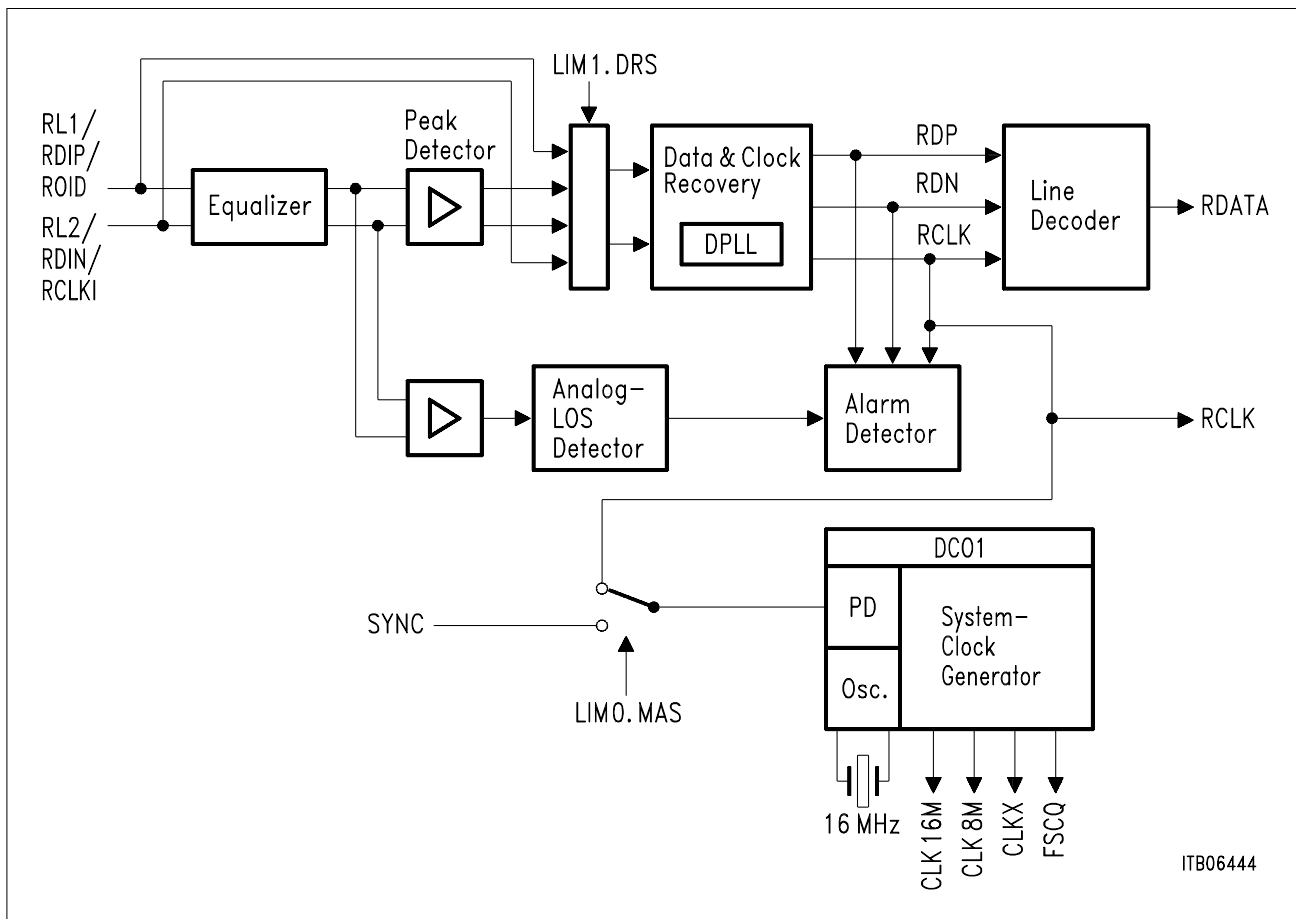 LIM1.DRS
RL1/
RDIP/
ROID
RL2/
RDIN/
RCLKI
Equalizer
Peak
Detector
Data & Clock
Recovery
DPLL
RDP
RDN
RCLK
Line
Decoder
RDATA
Analog-
LOS
Detector
Alarm
Detector
RCLK
SYNC
LIM0.MAS
DCO1
PD
Osc.
System-
Clock
Generator
16 MHz
CLK 16M
CLK 8M
CLKX
FSCQ
ITB06444